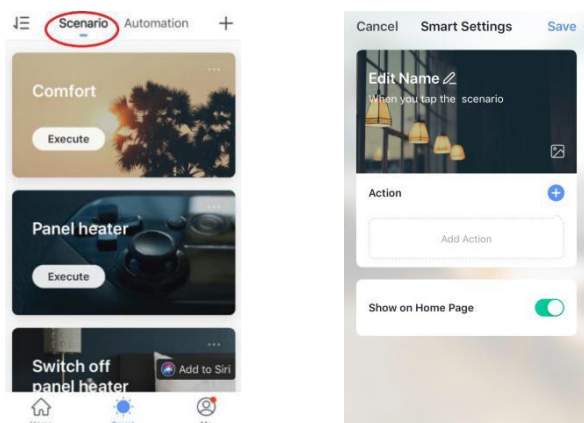 Scenario Automation
Comfort
Execute
Panel heater
Execute
Switch off
panel heater
Add to Siri
Cancel Smart Settings Save
Edit Name
When you tap the scenario
Action
Add Action
Show on Home Page